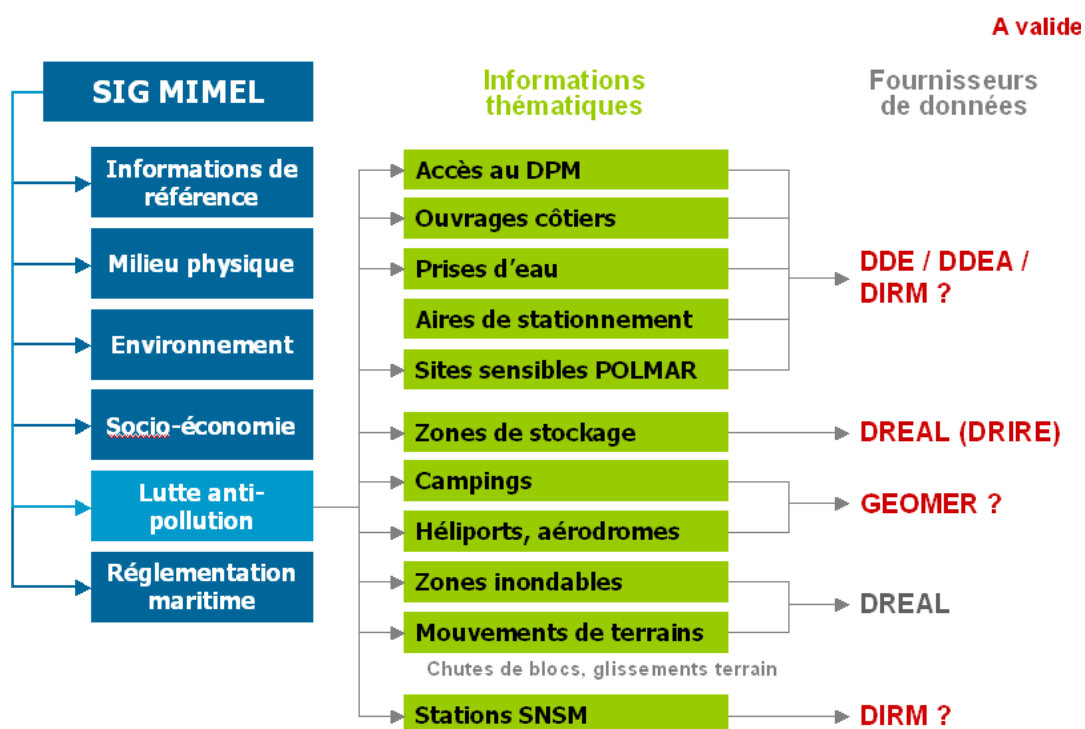 A valide
SIG MIMEL
Informations
thématiques
Fournisseurs
de données
Informations de
référence
Milieu physique
Environnement
Socio-économie
Lutte anti-
pollution
Réglementation
maritime
Accès au DPM
Ouvrages côtiers
Prises d'eau
Aires de stationnement
Sites sensibles POLMAR
Zones de stockage
Campings
Héliports, aérodromes
Zones inondables
Mouvements de terrains
Chutes de blocs, glissements terrain
Stations SNSM
DDE / DDEA /
DIRM ?
DREAL (DRIRE)
GEOMER ?
DREAL
DIRM ?